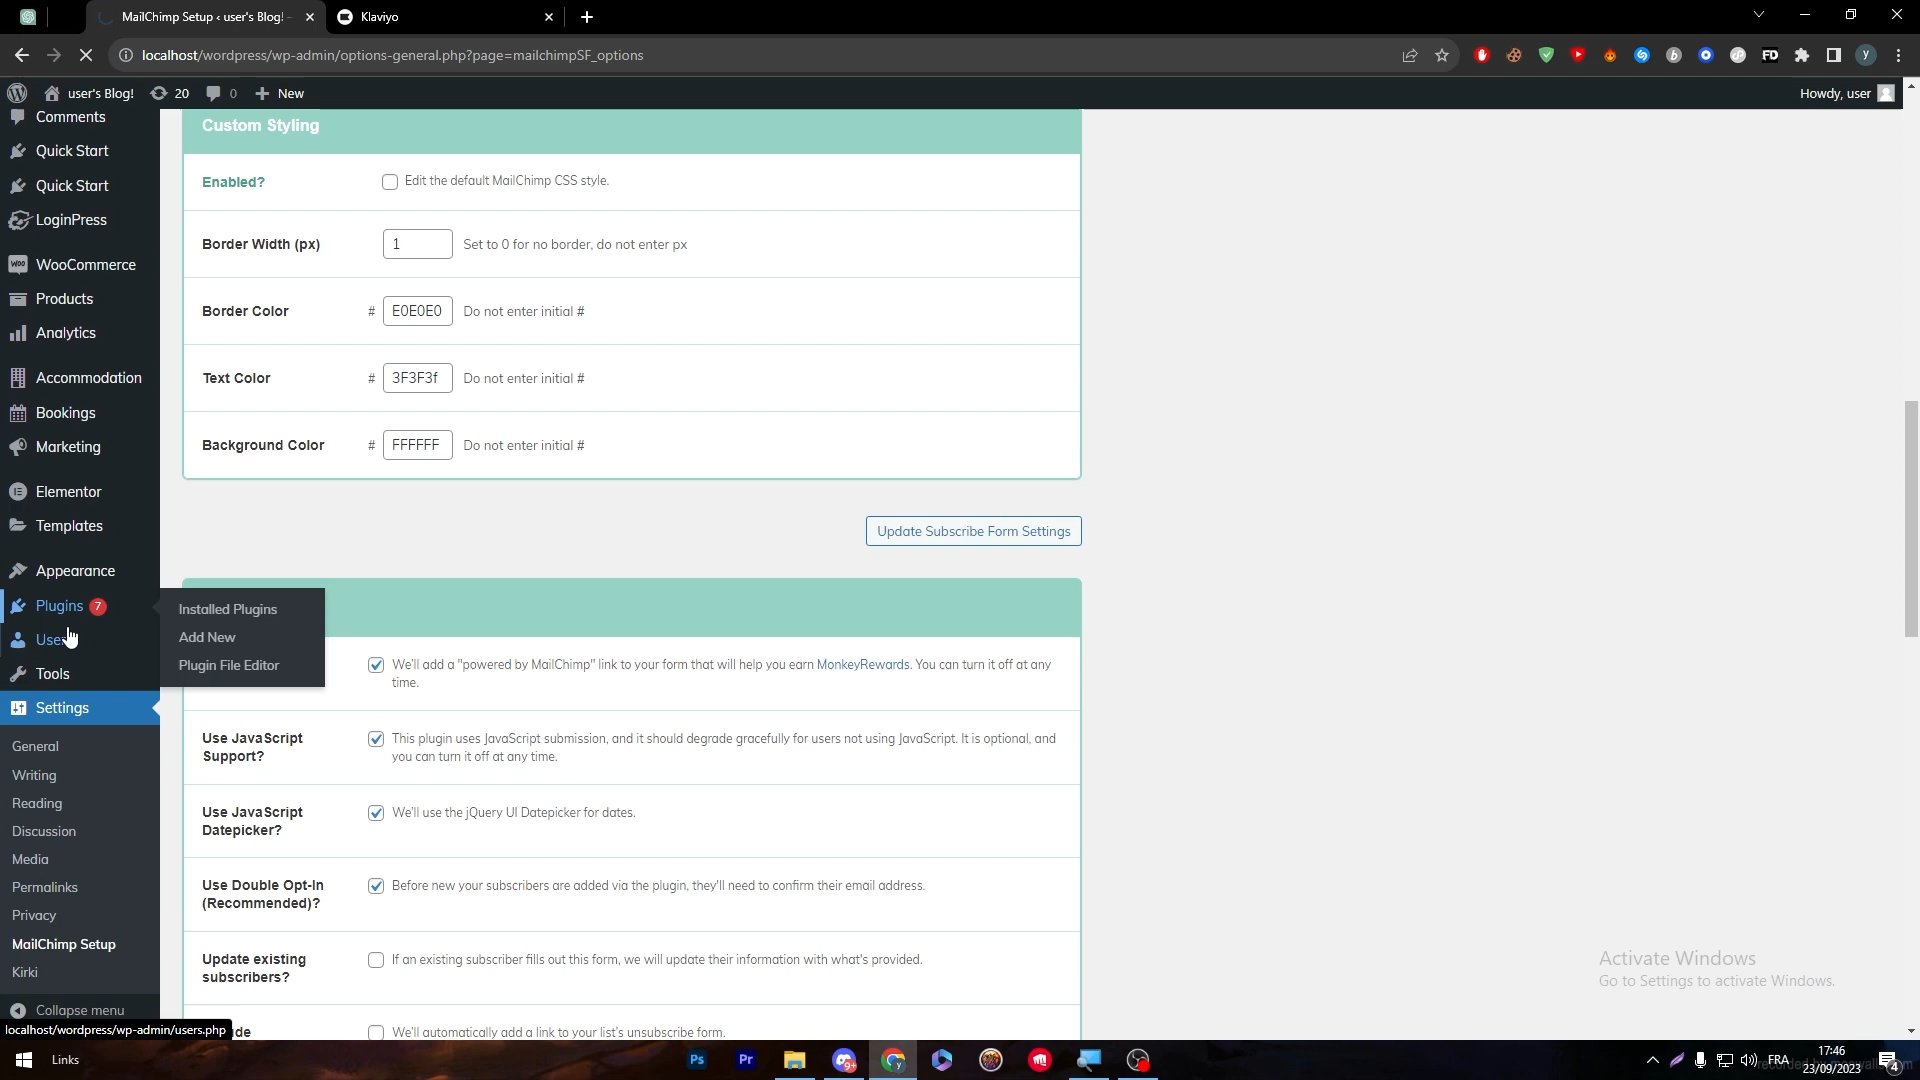 MailChimp Setup ‹ user's Blog! -
Klaviyo
localhost/wordpress/wp-admin/options-general.php?page=mailchimpSF_options
user's Blog!
20
0
New
Howdy, user
Comments
Quick Start
Quick Start
LoginPress
WooCommerce
Products
Analytics
Accommodation
Bookings
Marketing
Elementor
Templates
Appearance
Plugins 7
Tools
Settings
General
Writing
Reading
Discussion
Media
Permalinks
Privacy
MailChimp Setup
Kirki
Collapse menu
localhost/wordpress/wp-admin/users.php
Installed Plugins
Add New
Plugin File Editor
Custom Styling
Enabled?
Edit the default MailChimp CSS style.
Border Width (px)
1
Set to 0 for no border, do not enter px
Border Color
# E0E0E0
Do not enter initial #
Text Color
# 3F3F3f
Do not enter initial #
Background Color
# FFFFFF
Do not enter initial #
Update Subscribe Form Settings
We'll add a "powered by MailChimp" link to your form that will help you earn MonkeyRewards. You can turn it off at any
time.
Use JavaScript
Support?
This plugin uses JavaScript submission, and it should degrade gracefully for users not using JavaScript. It is optional, and
you can turn it off at any time.
Use JavaScript
Datepicker?
We'll use the jQuery UI Datepicker for dates.
Use Double Opt-In
(Recommended)?
Before new your subscribers are added via the plugin, they'll need to confirm their email address.
Update existing
subscribers?
If an existing subscriber fills out this form, we will update their information with what's provided.
We'll automatically add a link to your list's unsubscribe form.
Activate Windows
Go to Settings to activate Windows.
Links
Ps
Pr
9+
FRA
17:46
23/09/2023
4